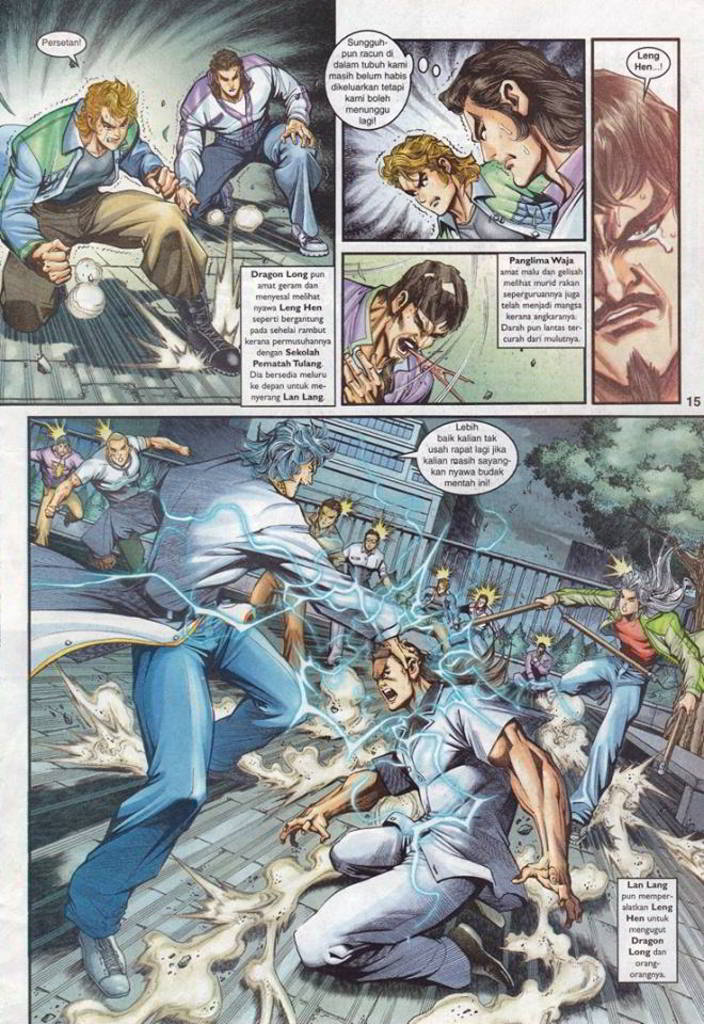 Persetan!
Dragon Long pun
amat geram dan
menyesal melihat
nyawa Leng Hen
seperti bergantung
pada sehelai rambut
kerana permusuhannya
dengan Sekolah
Pematah Tulang.
Dia bersedia meluru
ke depan untuk me-
nyerang Lan Lang.
Sungguh-
pun racun di
dalam tubuh kami
masih belum habis
dikeluarkan tetapi
kami boleh
menunggu
lagi!
Panglima Waja
amat malu dan gelisah
melihat murid rakan
seperguruannya juga
telah menjadi mangsa
kerana angkaranya.
Darah pun lantas ter-
curah dari mulutnya.
Leng
Hen...!
15
Lebih
baik kalian tak
usah rapat lagi jika
kalian masih sayang-
kan nyawa budak
mentah ini!
Lan Lang
pun memper-
alatkan Leng
Hen untuk
mengugut
Dragon
Long dan
orang-
orangnya.